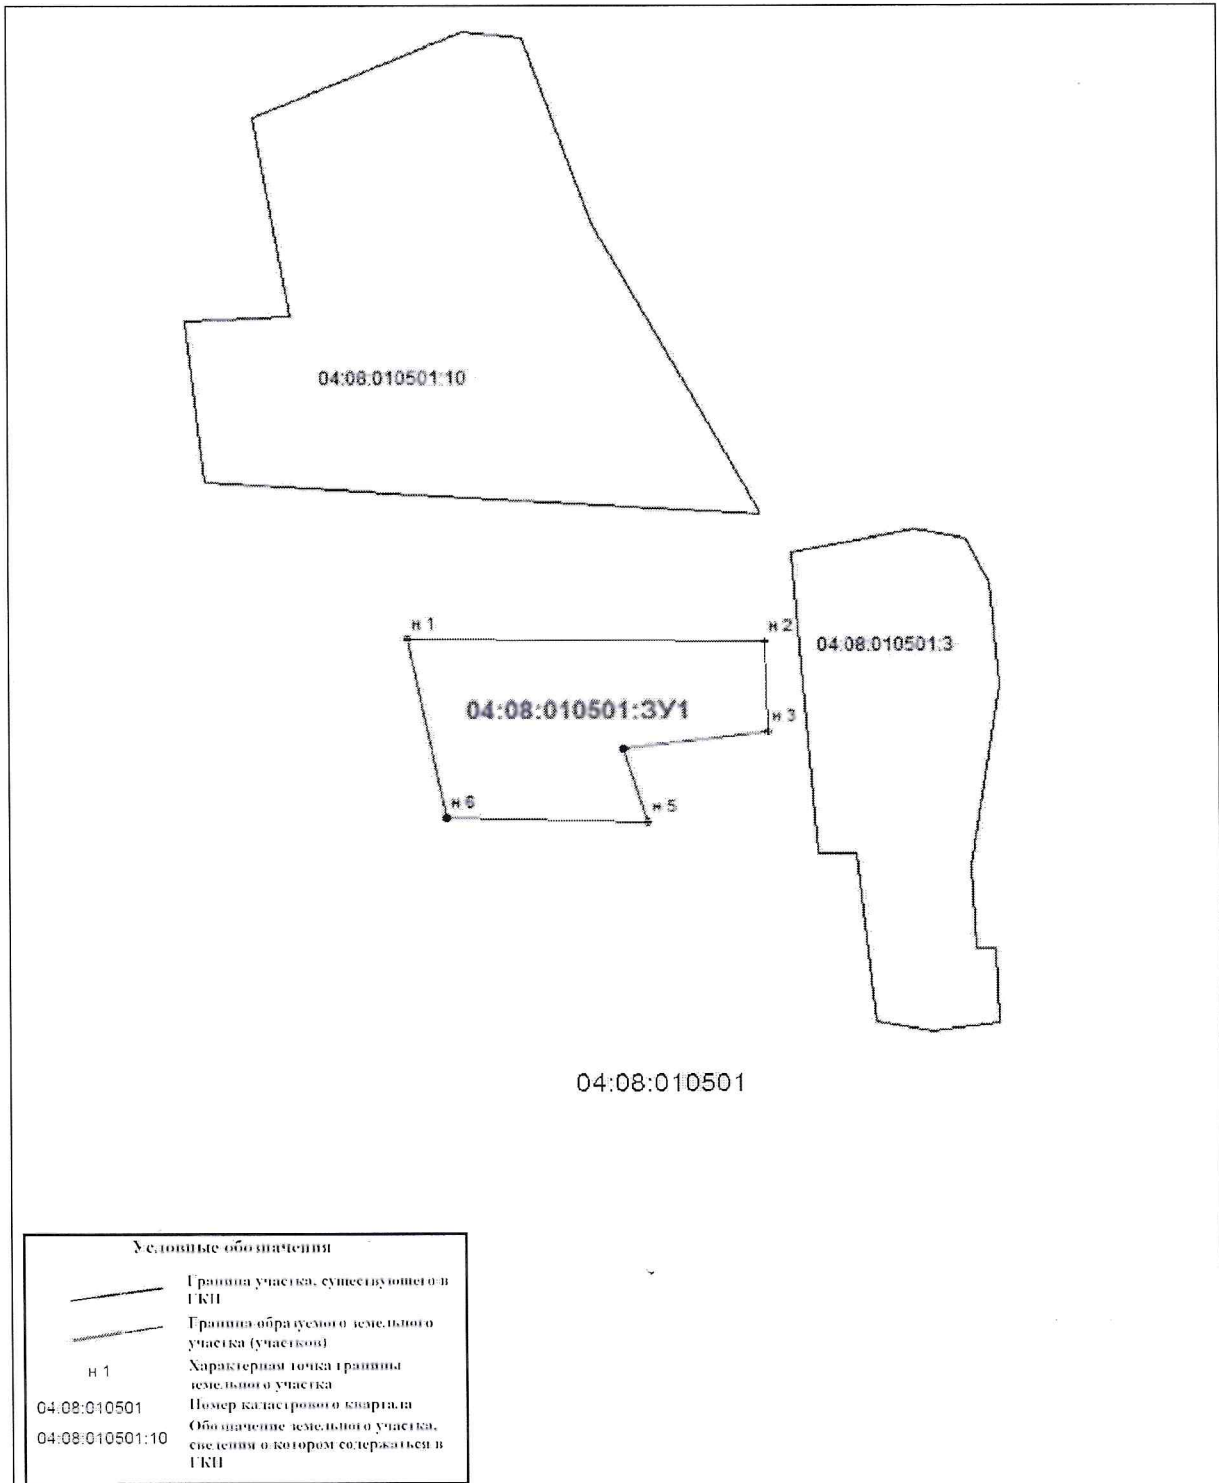 04:08:010501:10
н 1
н 2
04:08:010501:3
04:08:010501:ЗУ1
н 3
н 6
н 5
04:08:010501
Условные обозначения
Граница участка, существующего в
ГКН
Граница образуемого земельного
участка (участков)
н 1
Характерная точка границы
земельного участка
04:08:010501
Номер кадастрового квартала
04:08:010501:10
Обозначение земельного участка,
сведения о котором содержаться в
ГКН